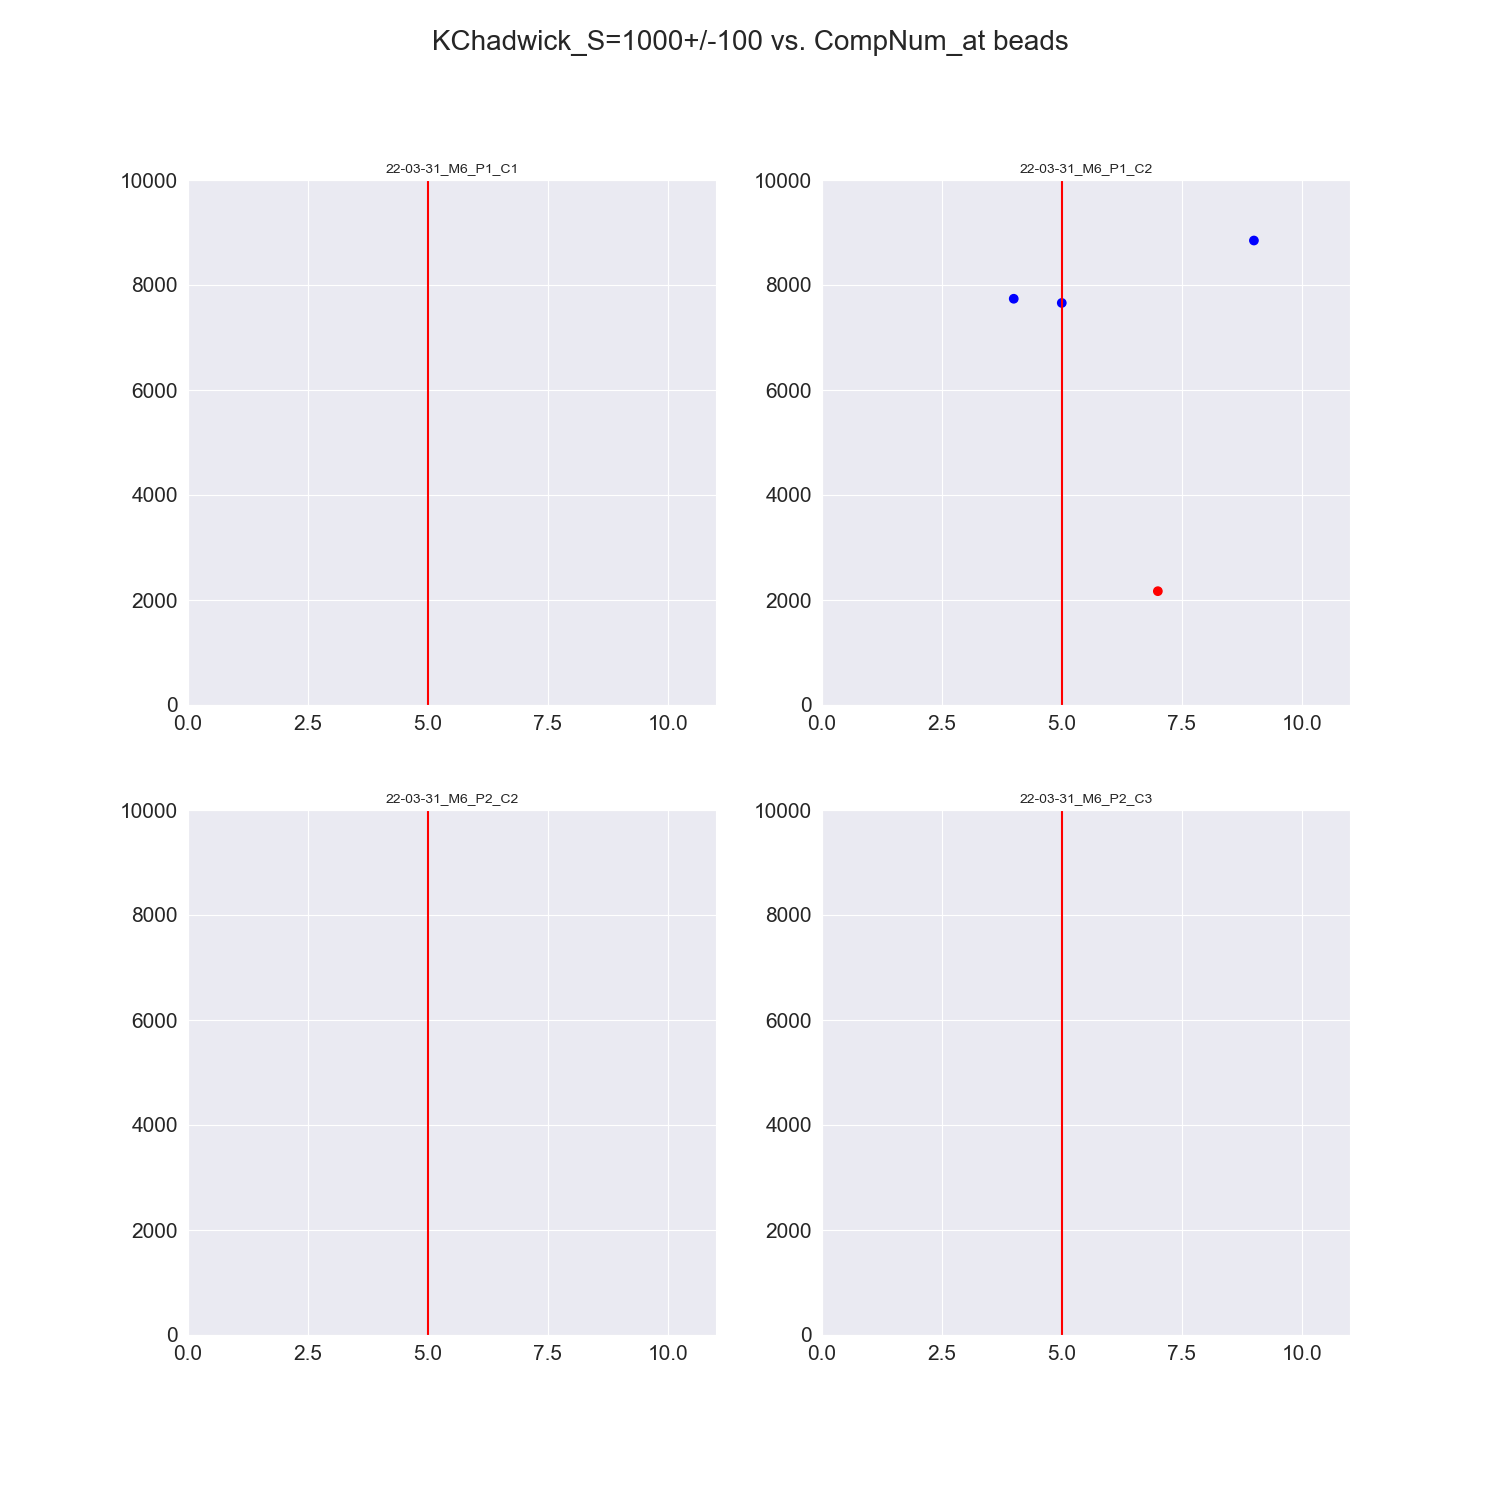 KChadwick_S=1000+/-100 vs. CompNum_at beads
22-03-31_M6_P1_C1
10000
8000
6000
4000
2000
0
0.0 2.5 5.0 7.5 10.0
22-03-31_M6_P1_C2
10000
8000
6000
4000
2000
0
0.0 2.5 5.0 7.5 10.0
22-03-31_M6_P2_C2
10000
8000
6000
4000
2000
0
0.0 2.5 5.0 7.5 10.0
22-03-31_M6_P2_C3
10000
8000
6000
4000
2000
0
0.0 2.5 5.0 7.5 10.0